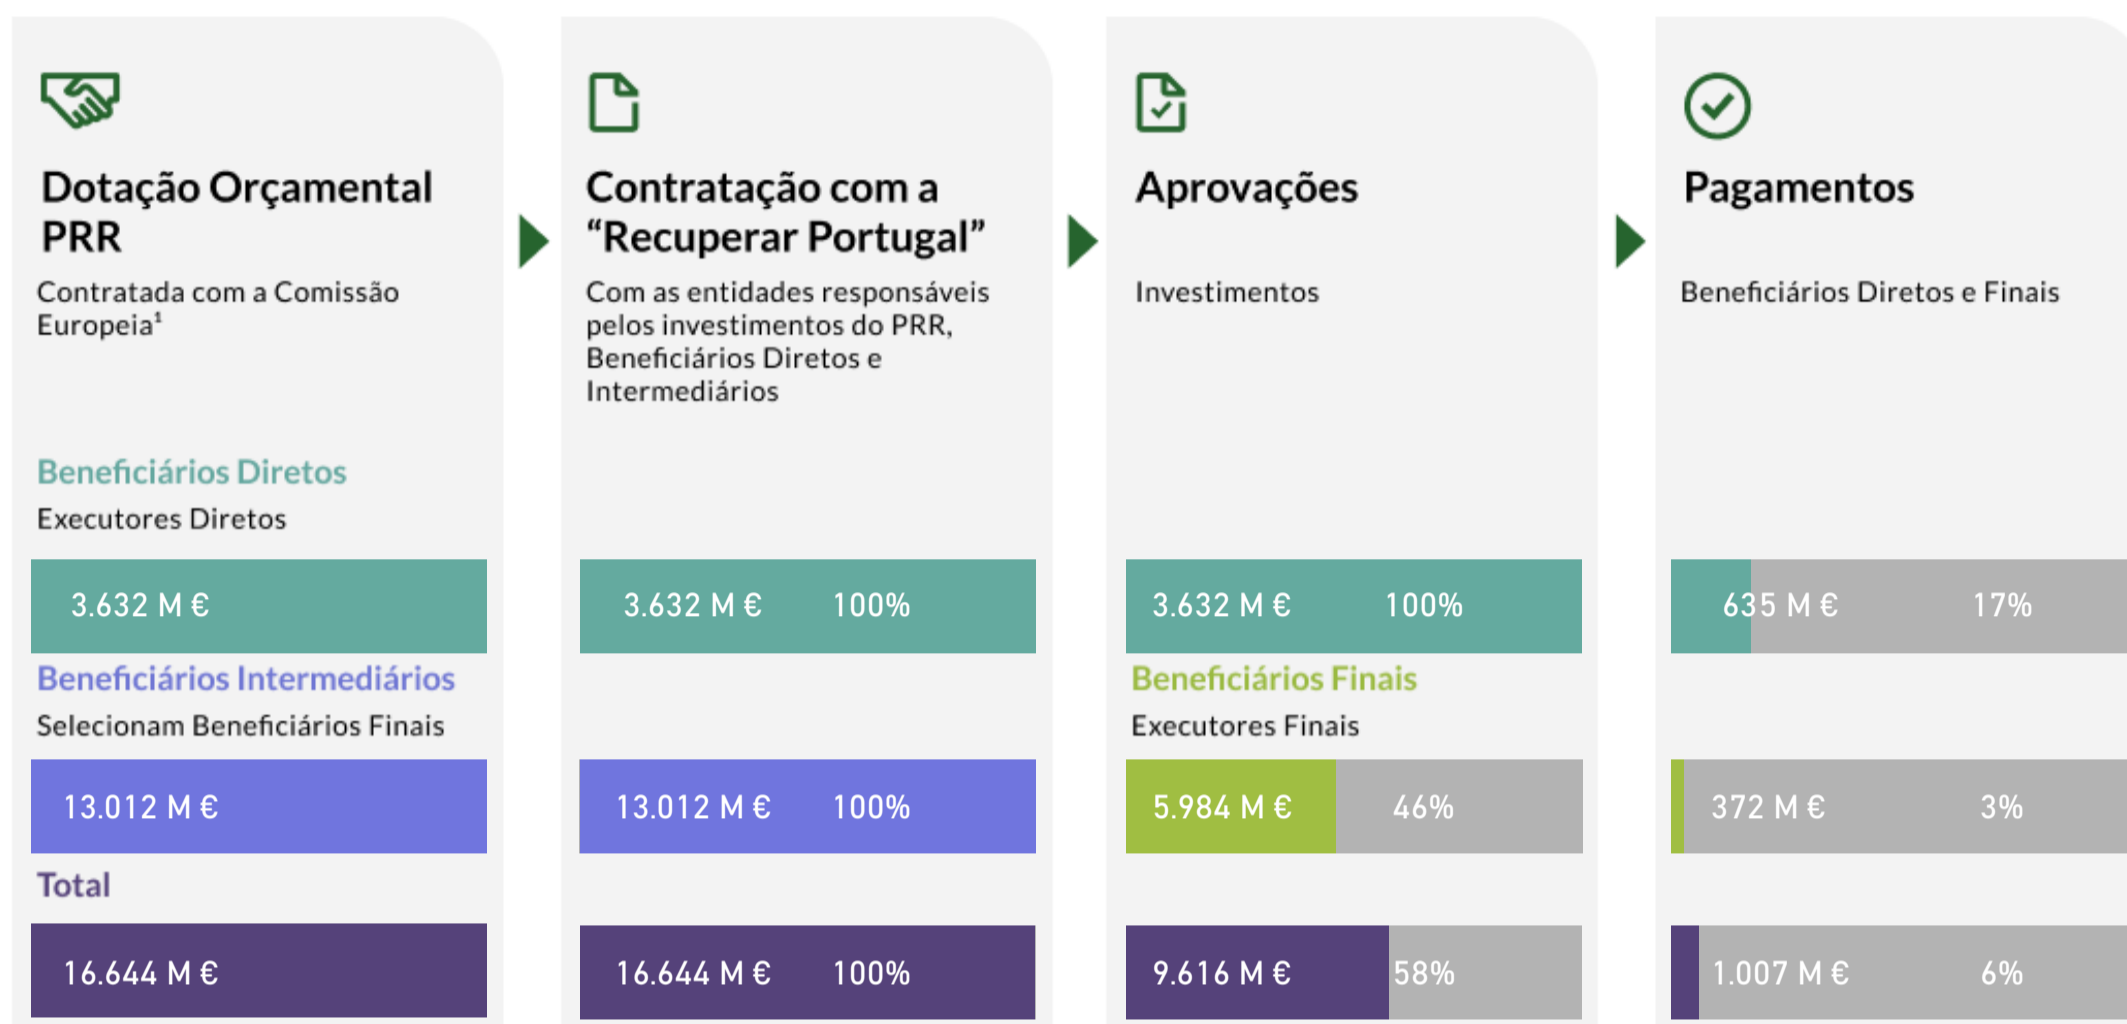 Dotação Orçamental
PRR
Contratada com a Comissão
Europeia¹
Contratação com a
“Recuperar Portugal”
Com as entidades responsáveis
pelos investimentos do PRR,
Beneficiários Diretos e
Intermediários
Aprovações
Investimentos
Pagamentos
Beneficiários Diretos e Finais
Beneficiários Diretos
Executores Diretos
3.632 M €
3.632 M € 100%
3.632 M € 100%
635 M € 17%
Beneficiários Intermediários
Selecionam Beneficiários Finais
Beneficiários Finais
Executores Finais
13.012 M €
13.012 M € 100%
5.984 M € 46%
372 M € 3%
Total
16.644 M €
16.644 M € 100%
9.616 M € 58%
1.007 M € 6%